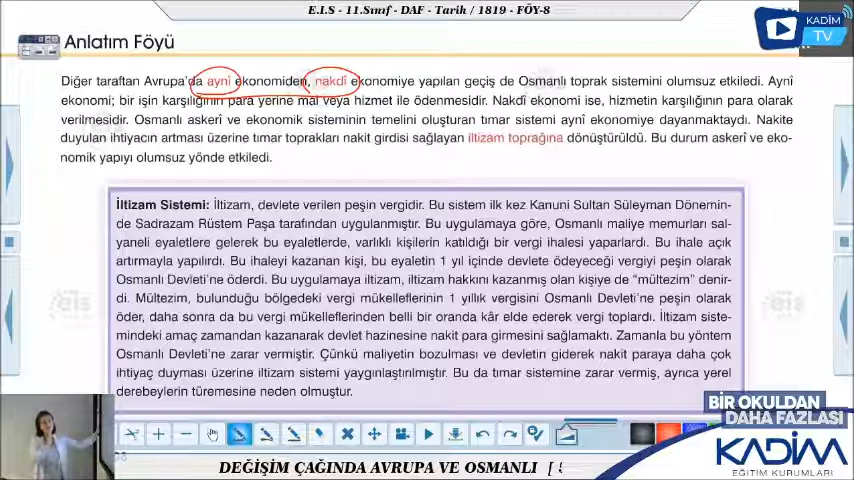 E.I.S - 11.Sınıf - DAF - Tarih / 1819 - FÖY-8
KADİM
TV
Anlatım Föyü
Diğer taraftan Avrupa'da aynî ekonomiden, nakdî ekonomiye yapılan geçiş de Osmanlı toprak sistemini olumsuz etkiledi. Aynî
ekonomi; bir işin karşılığının para yerine mal veya hizmet ile ödenmesidir. Nakdî ekonomi ise, hizmetin karşılığının para olarak
verilmesidir. Osmanlı askerî ve ekonomik sisteminin temelini oluşturan tımar sistemi aynî ekonomiye dayanmaktaydı. Nakite
duyulan ihtiyacın artması üzerine tımar toprakları nakit girdisi sağlayan iltizam toprağına dönüştürüldü. Bu durum askerî ve eko-
nomik yapıyı olumsuz yönde etkiledi.
İltizam Sistemi: İltizam, devlete verilen peşin vergidir. Bu sistem ilk kez Kanuni Sultan Süleyman Dönemin-
de Sadrazam Rüstem Paşa tarafından uygulanmıştır. Bu uygulamaya göre, Osmanlı maliye memurları sal-
yaneli eyaletlere gelerek bu eyaletlerde, varlıklı kişilerin katıldığı bir vergi ihalesi yaparlardı. Bu ihale açık
artırmayla yapılırdı. Bu ihaleyi kazanan kişi, bu eyaletin 1 yıl içinde devlete ödeyeceği vergiyi peşin olarak
Osmanlı Devleti'ne öderdi. Bu uygulamaya iltizam, iltizam hakkını kazanmış olan kişiye de "mültezim" denir-
di. Mültezim, bulunduğu bölgedeki vergi mükelleflerinin 1 yıllık vergisini Osmanlı Devleti'ne peşin olarak
öder, daha sonra da bu vergi mükelleflerinden belli bir oranda kâr elde ederek vergi toplardı. İltizam siste-
mindeki amaç zamandan kazanarak devlet hazinesine nakit para girmesini sağlamaktı. Zamanla bu yöntem
Osmanlı Devleti'ne zarar vermiştir. Çünkü maliyetin bozulması ve devletin giderek nakit paraya daha çok
ihtiyaç duyması üzerine iltizam sistemi yaygınlaştırılmıştır. Bu da tımar sistemine zarar vermiş, ayrıca yerel
derebeylerin türemesine neden olmuştur.
BİR OKULDAN
DAHA FAZLASI
KADİM
EĞİTİM KURUMLARI
DEĞİŞİM ÇAĞINDA AVRUPA VE OSMANLI [